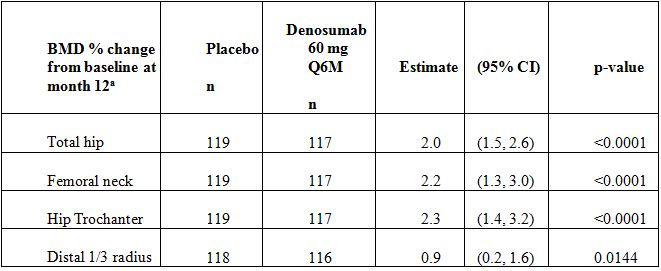 BMD % change from baseline at month 12ª Placebo n Denosumab 60 mg Q6M n Estimate (95% CI) p-value
Total hip 119 117 2.0 (1.5, 2.6) <0.0001
Femoral neck 119 117 2.2 (1.3, 3.0) <0.0001
Hip Trochanter 119 117 2.3 (1.4, 3.2) <0.0001
Distal 1/3 radius 118 116 0.9 (0.2, 1.6) 0.0144